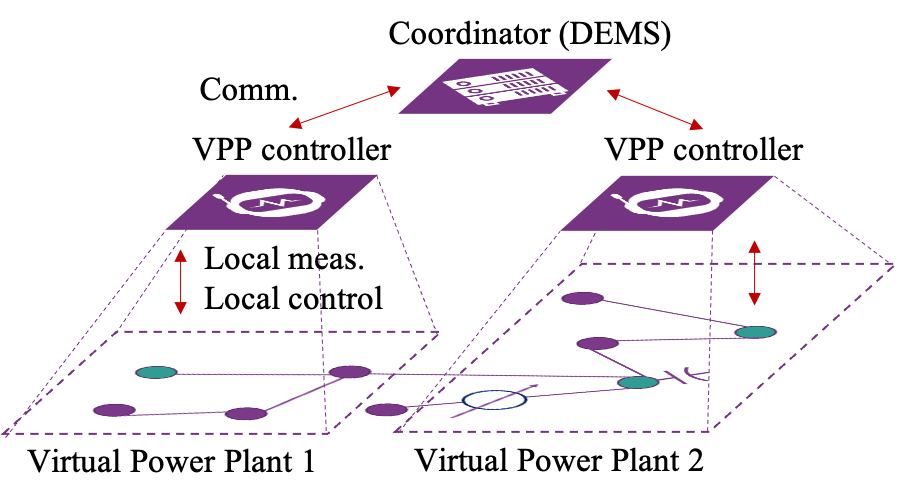 Coordinator (DEMS)
Comm.
VPP controller
VPP controller
Local meas.
Local control
Virtual Power Plant 1
Virtual Power Plant 2